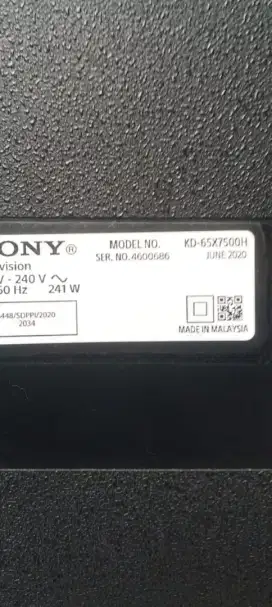 ONY®
MODEL NO. KD-65X7500H
SER. NO. 4600686 JUNE 2020
vision
V - 240 V ~
60 Hz 241 W
448/SDPPI/2020
2034
MADE IN MALAYSIA